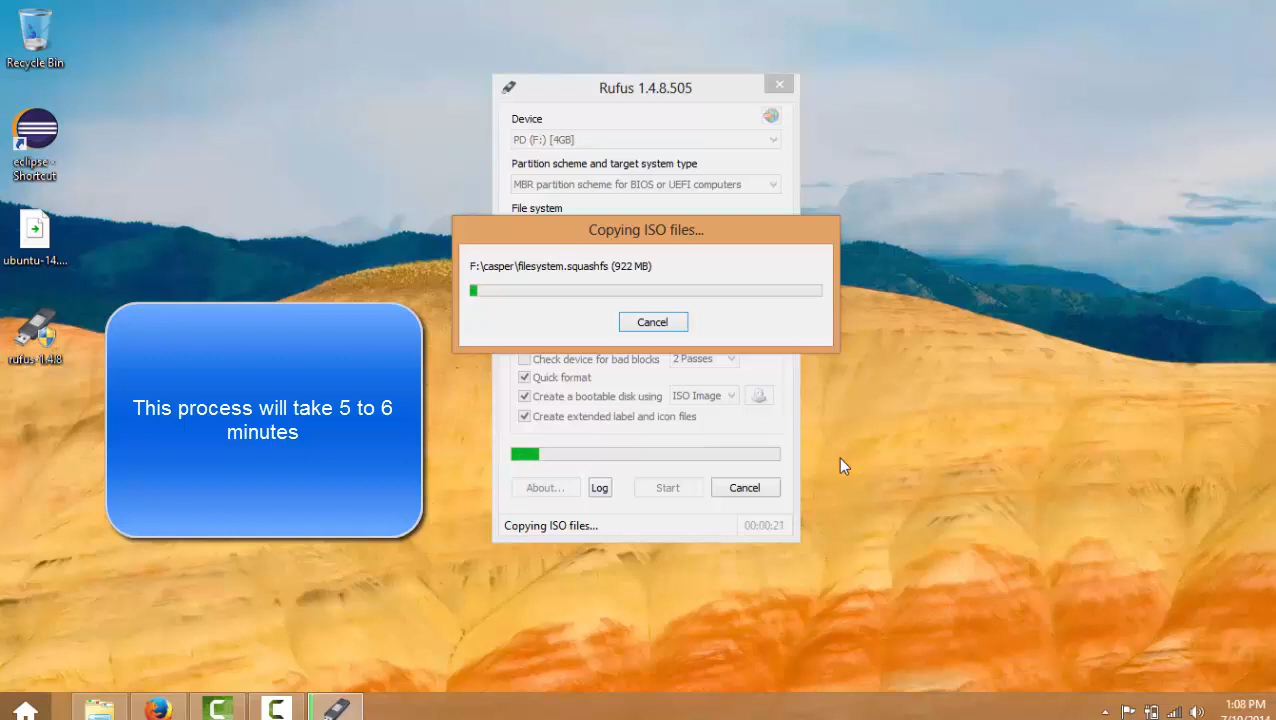 Recycle Bin
eclipse -
Shortcut
ubuntu-14....
rufus-1.4.8
This process will take 5 to 6
minutes
Rufus 1.4.8.505
Device
PD (F:) [4GB]
Partition scheme and target system type
MBR partition scheme for BIOS or UEFI computers
File system
Copying ISO files...
F:\casper\filesystem.squashfs (922 MB)
Cancel
Check device for bad blocks
2 Passes
Quick format
Create a bootable disk using
ISO Image
Create extended label and icon files
About...
Log
Start
Cancel
Copying ISO files...
00:00:21
1:08 PM